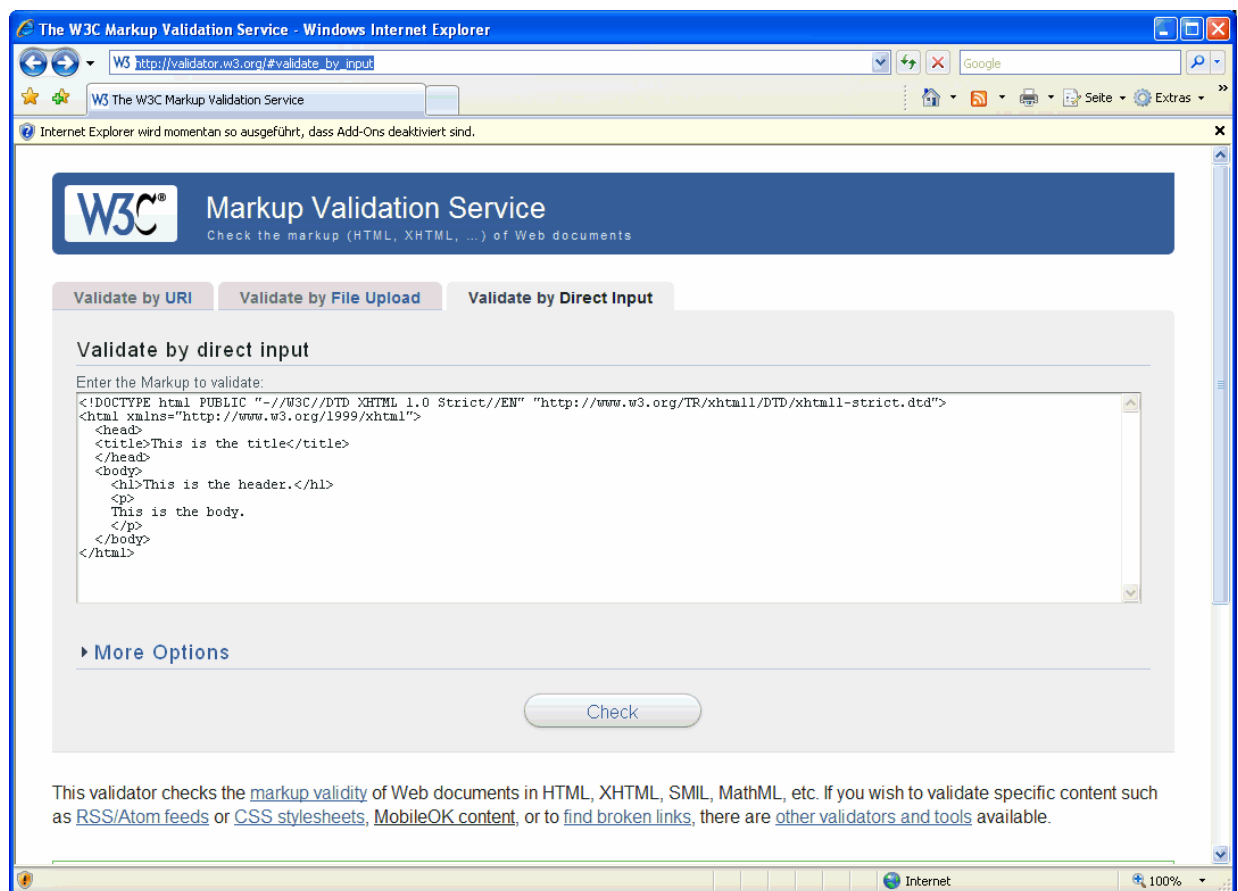 The W3C Markup Validation Service - Windows Internet Explorer
W3 http://validator.w3.org/#validate_by_input
Google
W3 The W3C Markup Validation Service
Seite
Extras
»
Internet Explorer wird momentan so ausgeführt, dass Add-Ons deaktiviert sind.
W3C® Markup Validation Service
Check the markup (HTML, XHTML, …) of Web documents
Validate by URI
Validate by File Upload
Validate by Direct Input
Validate by direct input
Enter the Markup to validate:
<!DOCTYPE html PUBLIC "-//W3C//DTD XHTML 1.0 Strict//EN" "http://www.w3.org/TR/xhtml1/DTD/xhtml1-strict.dtd">
<html xmlns="http://www.w3.org/1999/xhtml">
<head>
<title>This is the title</title>
</head>
<body>
<h1>This is the header.</h1>
<p>
This is the body.
</p>
</body>
</html>
More Options
Check
This validator checks the markup validity of Web documents in HTML, XHTML, SMIL, MathML, etc. If you wish to validate specific content such
as RSS/Atom feeds or CSS stylesheets, MobileOK content, or to find broken links, there are other validators and tools available.
Internet
100%